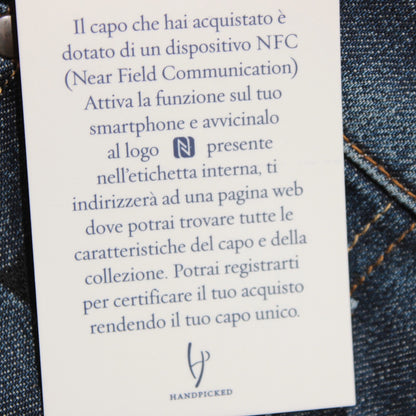 Il capo che hai acquistato è
dotato di un dispositivo NFC
(Near Field Communication)
Attiva la funzione sul tuo
smartphone e avvicinalo
al logo N presente
nell'etichetta interna, ti
indirizzerà ad una pagina web
dove potrai trovare tutte le
caratteristiche del capo e della
collezione. Potrai registrarti
per certificare il tuo acquisto
rendendo il tuo capo unico.
HANDPICKED